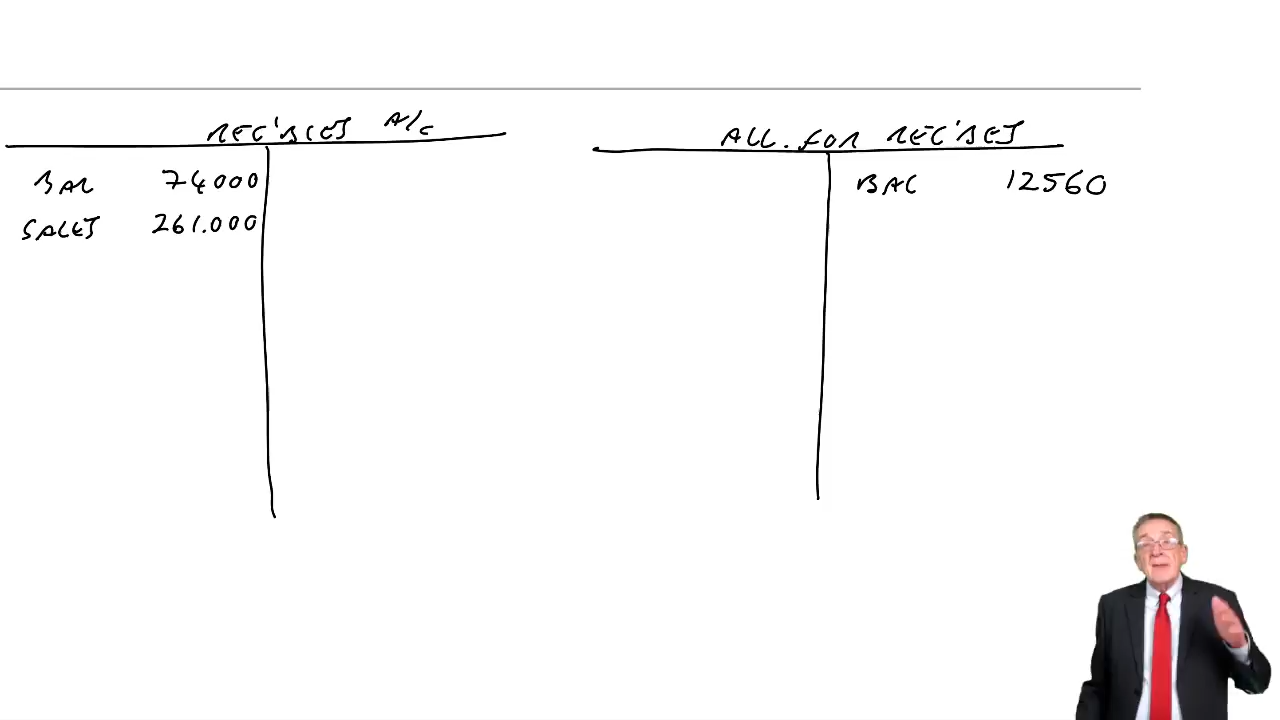 REC'BLES A/C
BAL 74000
SALES 261.000
ALL. FOR REC'BLES
BAL 12560